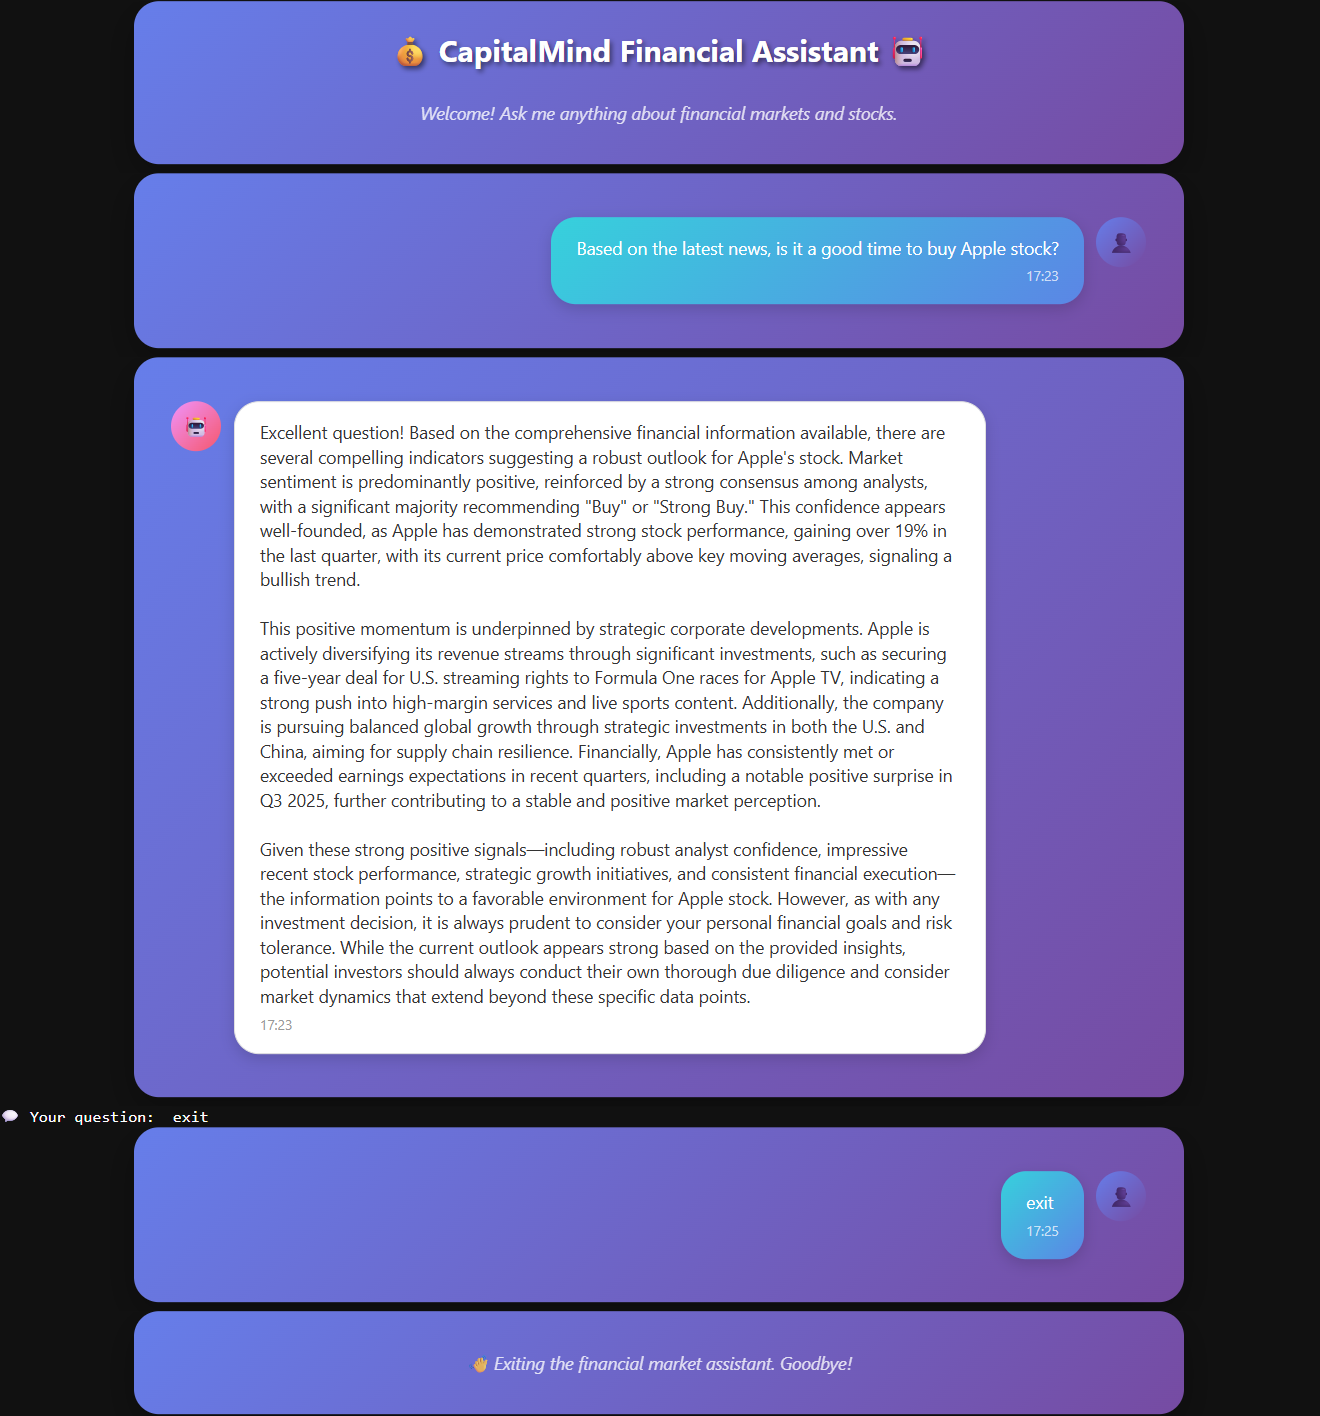 💰 CapitalMind Financial Assistant 🤖
Welcome! Ask me anything about financial markets and stocks.
Based on the latest news, is it a good time to buy Apple stock?
17:23
Excellent question! Based on the comprehensive financial information available, there are
several compelling indicators suggesting a robust outlook for Apple's stock. Market
sentiment is predominantly positive, reinforced by a strong consensus among analysts,
with a significant majority recommending "Buy" or "Strong Buy." This confidence appears
well-founded, as Apple has demonstrated strong stock performance, gaining over 19% in
the last quarter, with its current price comfortably above key moving averages, signaling a
bullish trend.
This positive momentum is underpinned by strategic corporate developments. Apple is
actively diversifying its revenue streams through significant investments, such as securing
a five-year deal for U.S. streaming rights to Formula One races for Apple TV, indicating a
strong push into high-margin services and live sports content. Additionally, the company
is pursuing balanced global growth through strategic investments in both the U.S. and
China, aiming for supply chain resilience. Financially, Apple has consistently met or
exceeded earnings expectations in recent quarters, including a notable positive surprise in
Q3 2025, further contributing to a stable and positive market perception.
Given these strong positive signals—including robust analyst confidence, impressive
recent stock performance, strategic growth initiatives, and consistent financial execution—
the information points to a favorable environment for Apple stock. However, as with any
investment decision, it is always prudent to consider your personal financial goals and risk
tolerance. While the current outlook appears strong based on the provided insights,
potential investors should always conduct their own thorough due diligence and consider
market dynamics that extend beyond these specific data points.
17:23
💬 Your question: exit
exit
17:25
👋 Exiting the financial market assistant. Goodbye!